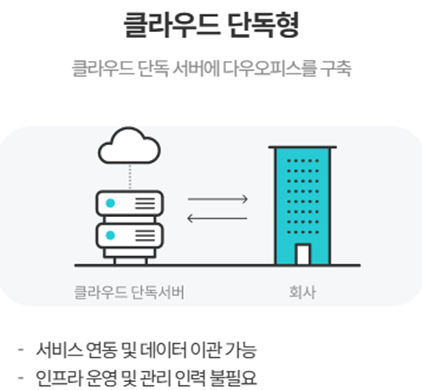 클라우드 단독형
클라우드 단독 서버에 다우오피스를 구축
클라우드 단독서버
회사
- 서비스 연동 및 데이터 이관 가능
- 인프라 운영 및 관리 인력 불필요